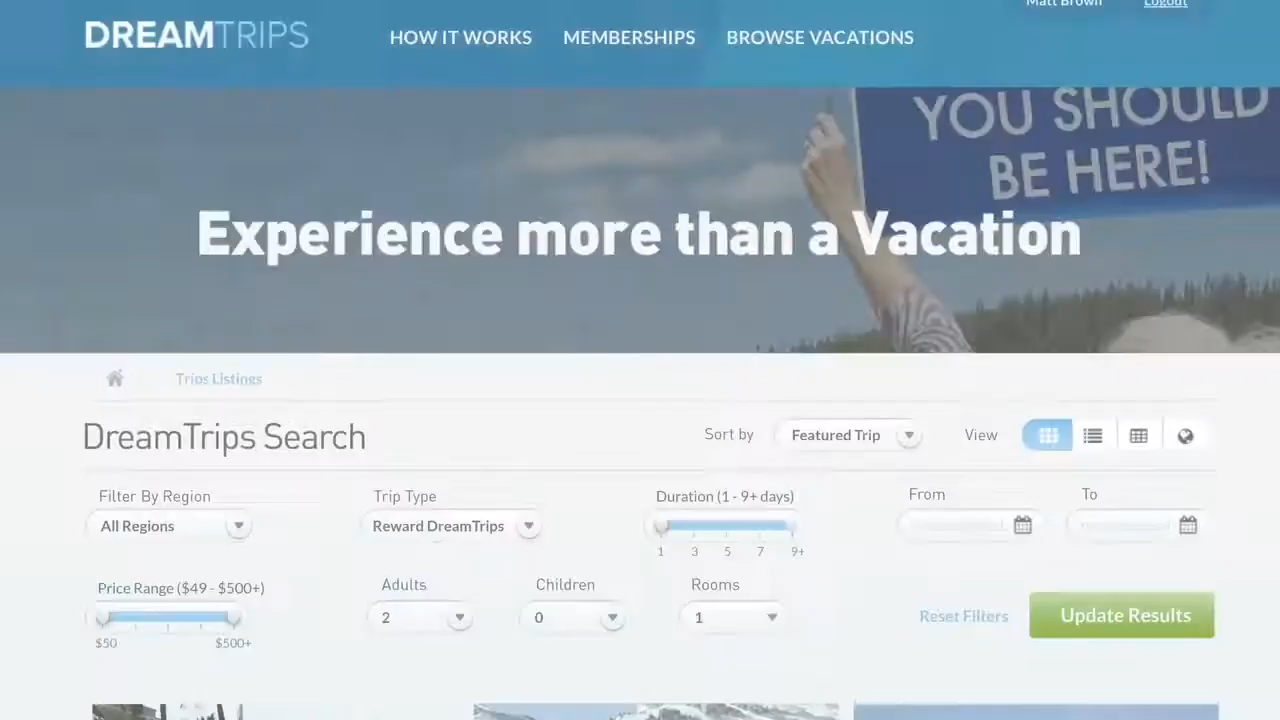 Matt Brown Logout
DREAMTRIPS HOW IT WORKS MEMBERSHIPS BROWSE VACATIONS
YOU SHOULD
BE HERE!
Experience more than a Vacation
Trips Listings
DreamTrips Search Sort by Featured Trip View
Filter By Region Trip Type Duration (1 - 9+ days) From To
All Regions Reward DreamTrips
1 3 5 7 9+
Price Range ($49 - $500+) Adults Children Rooms
2 0 1 Reset Filters Update Results
$50 $500+